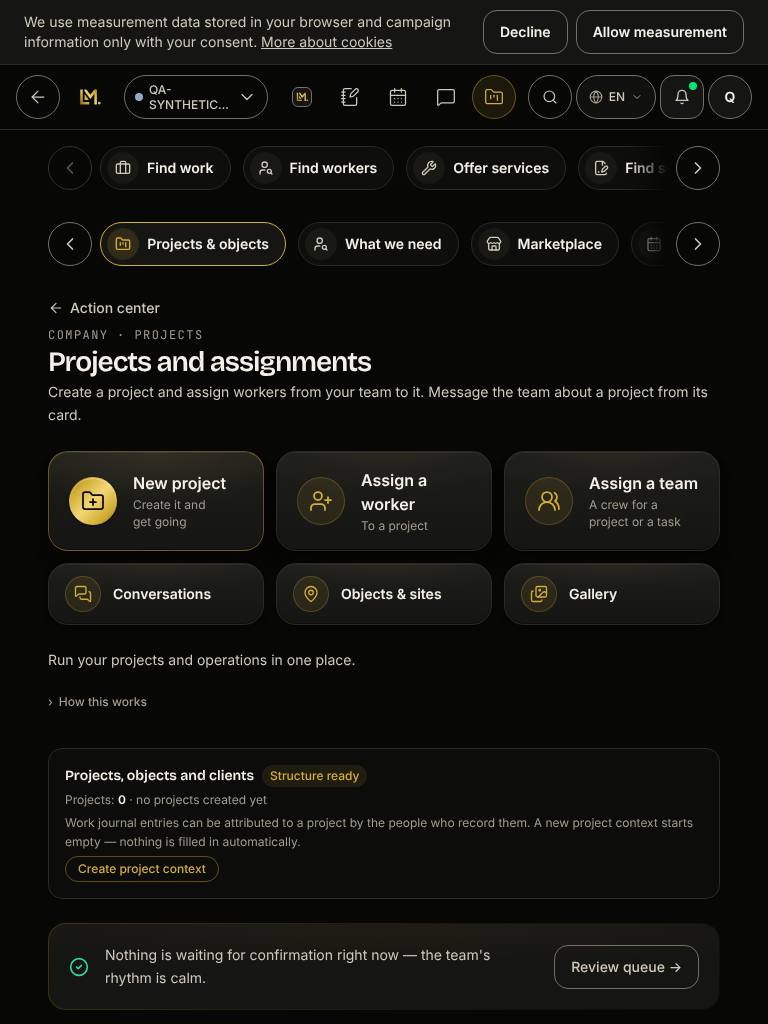 We use measurement data stored in your browser and campaign
information only with your consent. More about cookies
Decline
Allow measurement
LM.
QA-
SYNTHETIC...
LM.
EN
Q
Find work
Find workers
Offer services
Find s
Projects & objects
What we need
Marketplace
← Action center
COMPANY · PROJECTS
Projects and assignments
Create a project and assign workers from your team to it. Message the team about a project from its
card.
New project
Create it and
get going
Assign a
worker
To a project
Assign a team
A crew for a
project or a task
Conversations
Objects & sites
Gallery
Run your projects and operations in one place.
› How this works
Projects, objects and clients
Structure ready
Projects: 0 · no projects created yet
Work journal entries can be attributed to a project by the people who record them. A new project context starts
empty — nothing is filled in automatically.
Create project context
Nothing is waiting for confirmation right now — the team's
rhythm is calm.
Review queue →